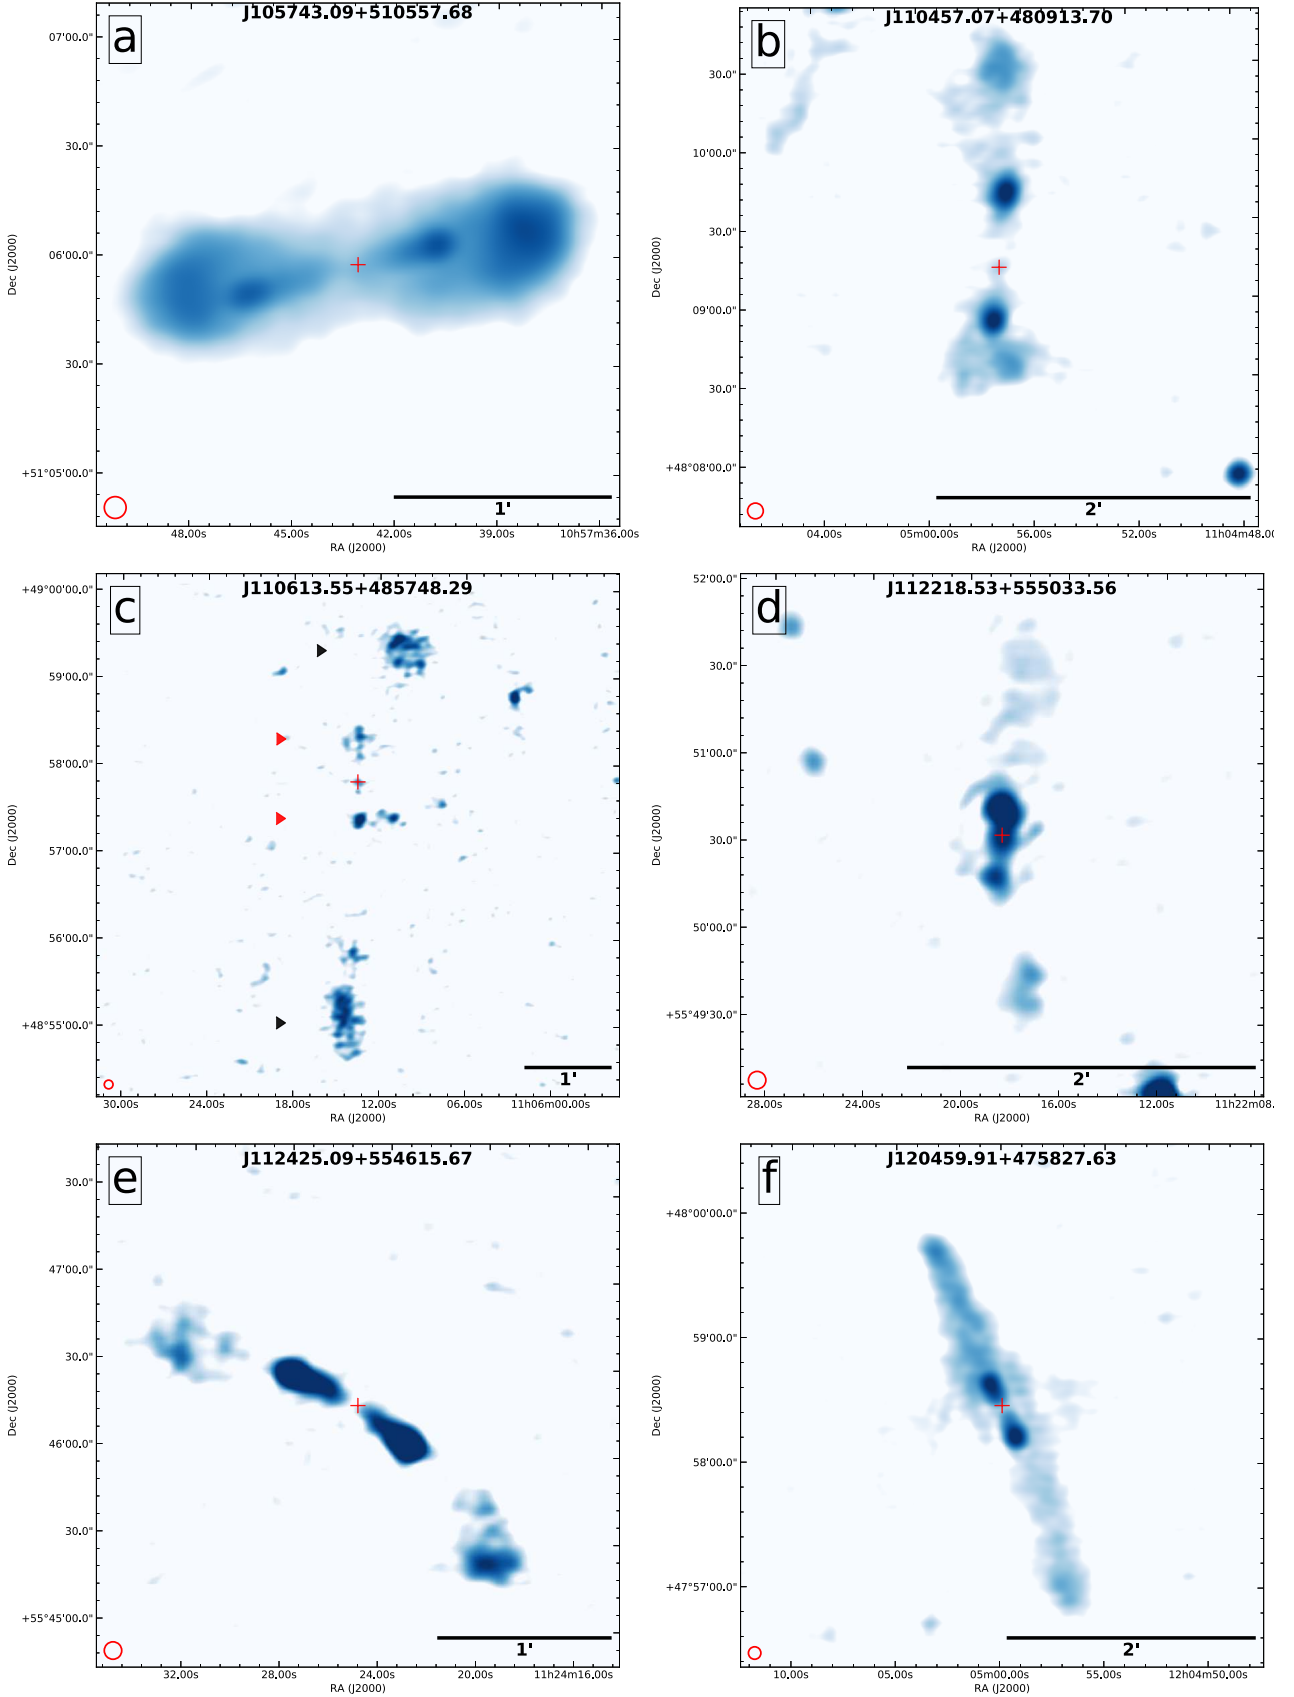 J105743.09+510557.68
a
07'00.0"
30.0"
06'00.0"
30.0"
+51°05'00.0"
Dec (J2000)
1'
48.00s 45.00s 42.00s 39.00s 10h57m36.00s
RA (J2000)
J110457.07+480913.70
b
30.0"
10'00.0"
30.0"
09'00.0"
30.0"
+48°08'00.0"
Dec (J2000)
2'
04.00s 05m00.00s 56.00s 52.00s 11h04m48.00
RA (J2000)
J110613.55+485748.29
c
+49°00'00.0"
59'00.0"
58'00.0"
57'00.0"
56'00.0"
+48°55'00.0"
Dec (J2000)
1'
30.00s 24.00s 18.00s 12.00s 06.00s 11h06m00.00s
RA (J2000)
J112218.53+555033.56
d
52'00.0"
30.0"
51'00.0"
30.0"
50'00.0"
+55°49'30.0"
Dec (J2000)
2'
28.00s 24.00s 20.00s 16.00s 12.00s 11h22m08.
RA (J2000)
J112425.09+554615.67
e
30.0"
47'00.0"
30.0"
46'00.0"
30.0"
+55°45'00.0"
Dec (J2000)
1'
32.00s 28.00s 24.00s 20.00s 11h24m16.00s
RA (J2000)
J120459.91+475827.63
f
+48°00'00.0"
59'00.0"
58'00.0"
+47°57'00.0"
Dec (J2000)
2'
10.00s 05.00s 05m00.00s 55.00s 12h04m50.00s
RA (J2000)